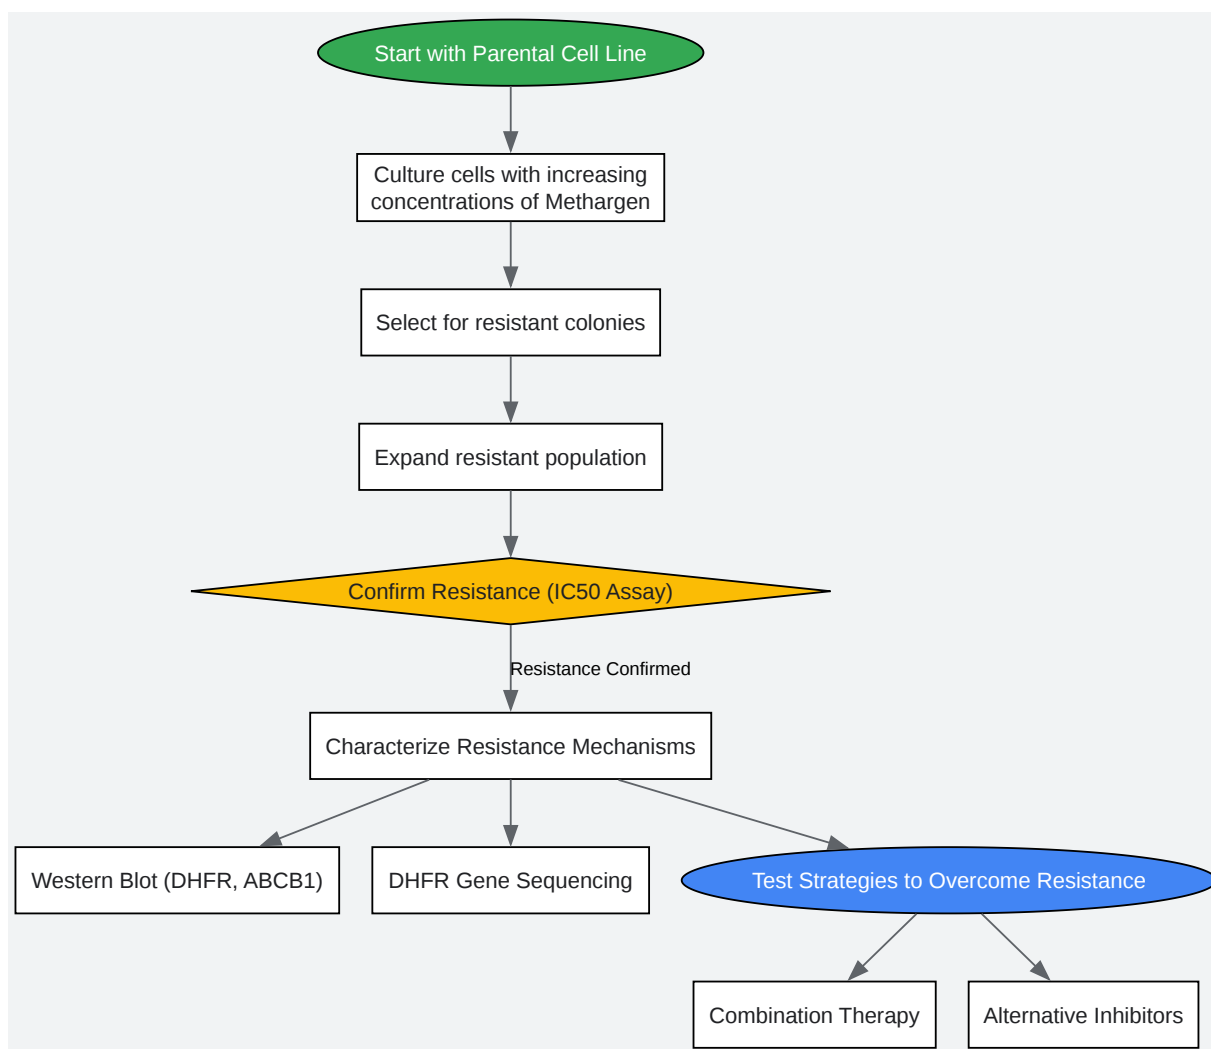 Start with Parental Cell Line
Culture cells with increasing
concentrations of Methargen
Select for resistant colonies
Expand resistant population
Confirm Resistance (IC50 Assay)
Resistance Confirmed
Characterize Resistance Mechanisms
Western Blot (DHFR, ABCB1)
DHFR Gene Sequencing
Test Strategies to Overcome Resistance
Combination Therapy
Alternative Inhibitors